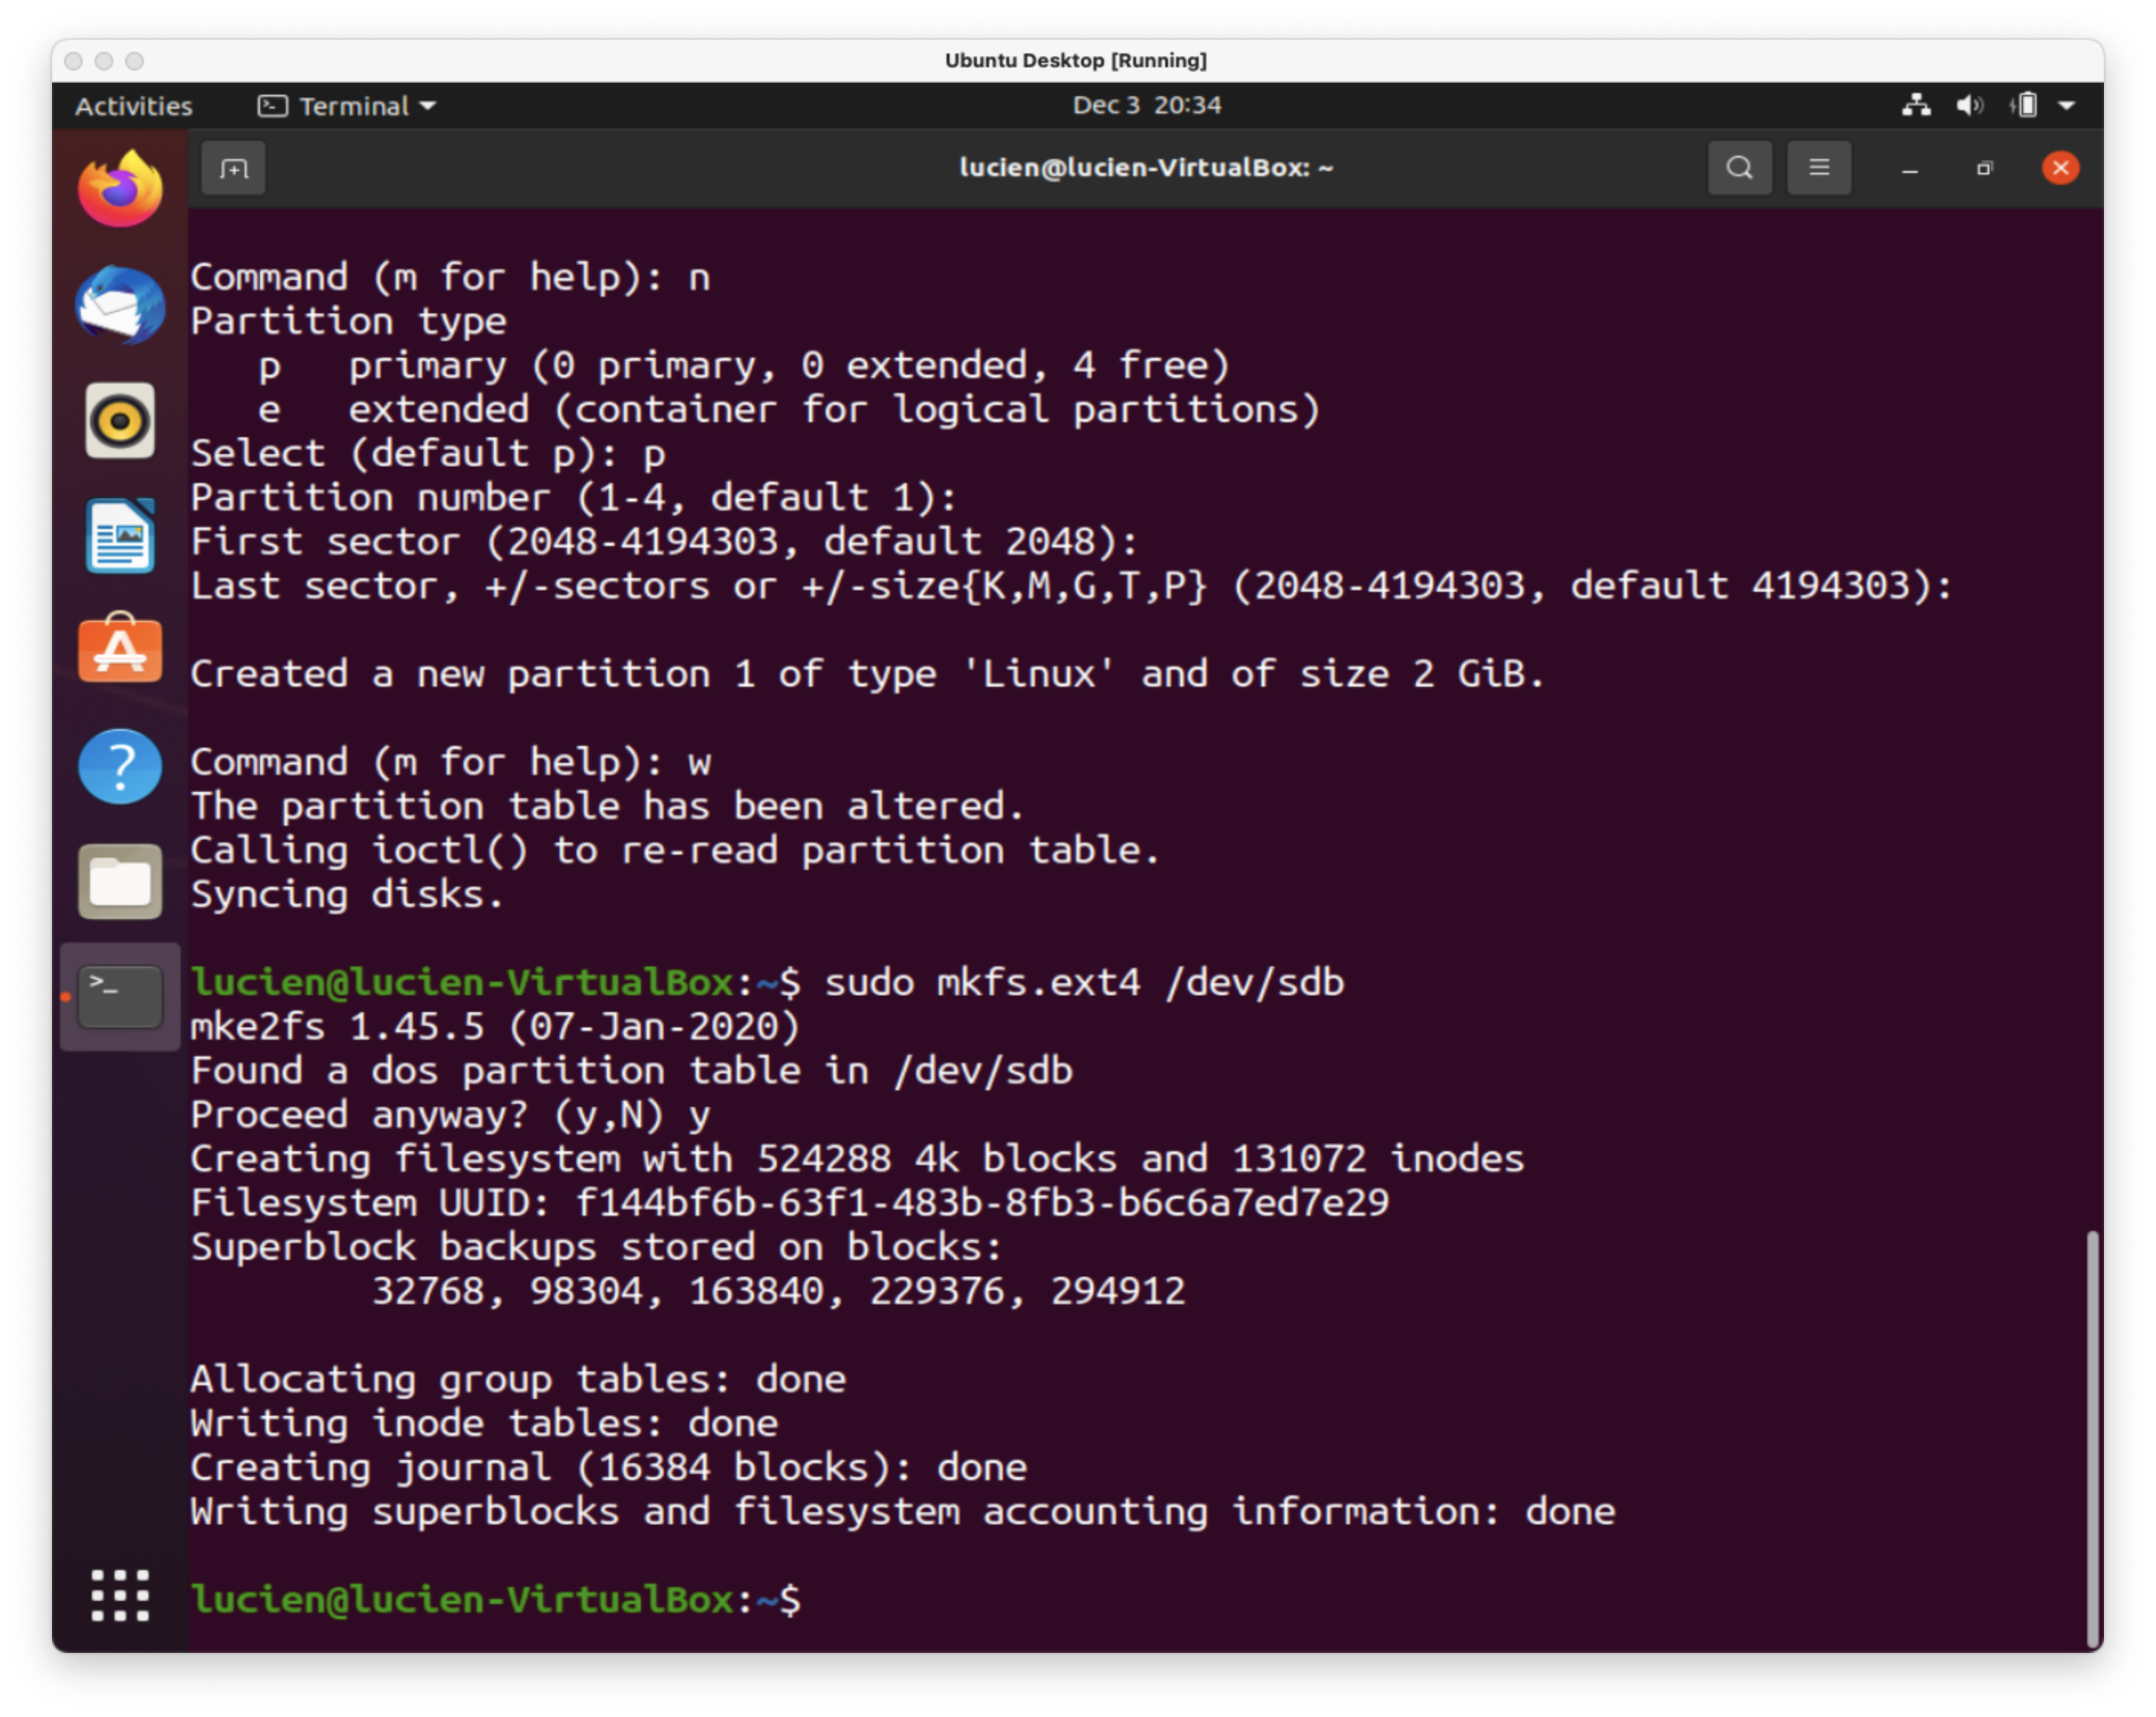 Ubuntu Desktop [Running]
Activities Terminal Dec 3 20:34
lucien@lucien-VirtualBox: ~
Command (m for help): n
Partition type
   p   primary (0 primary, 0 extended, 4 free)
   e   extended (container for logical partitions)
Select (default p): p
Partition number (1-4, default 1):
First sector (2048-4194303, default 2048):
Last sector, +/-sectors or +/-size{K,M,G,T,P} (2048-4194303, default 4194303):
Created a new partition 1 of type 'Linux' and of size 2 GiB.
Command (m for help): w
The partition table has been altered.
Calling ioctl() to re-read partition table.
Syncing disks.
lucien@lucien-VirtualBox:~$ sudo mkfs.ext4 /dev/sdb
mke2fs 1.45.5 (07-Jan-2020)
Found a dos partition table in /dev/sdb
Proceed anyway? (y,N) y
Creating filesystem with 524288 4k blocks and 131072 inodes
Filesystem UUID: f144bf6b-63f1-483b-8fb3-b6c6a7ed7e29
Superblock backups stored on blocks:
        32768, 98304, 163840, 229376, 294912
Allocating group tables: done
Writing inode tables: done
Creating journal (16384 blocks): done
Writing superblocks and filesystem accounting information: done
lucien@lucien-VirtualBox:~$